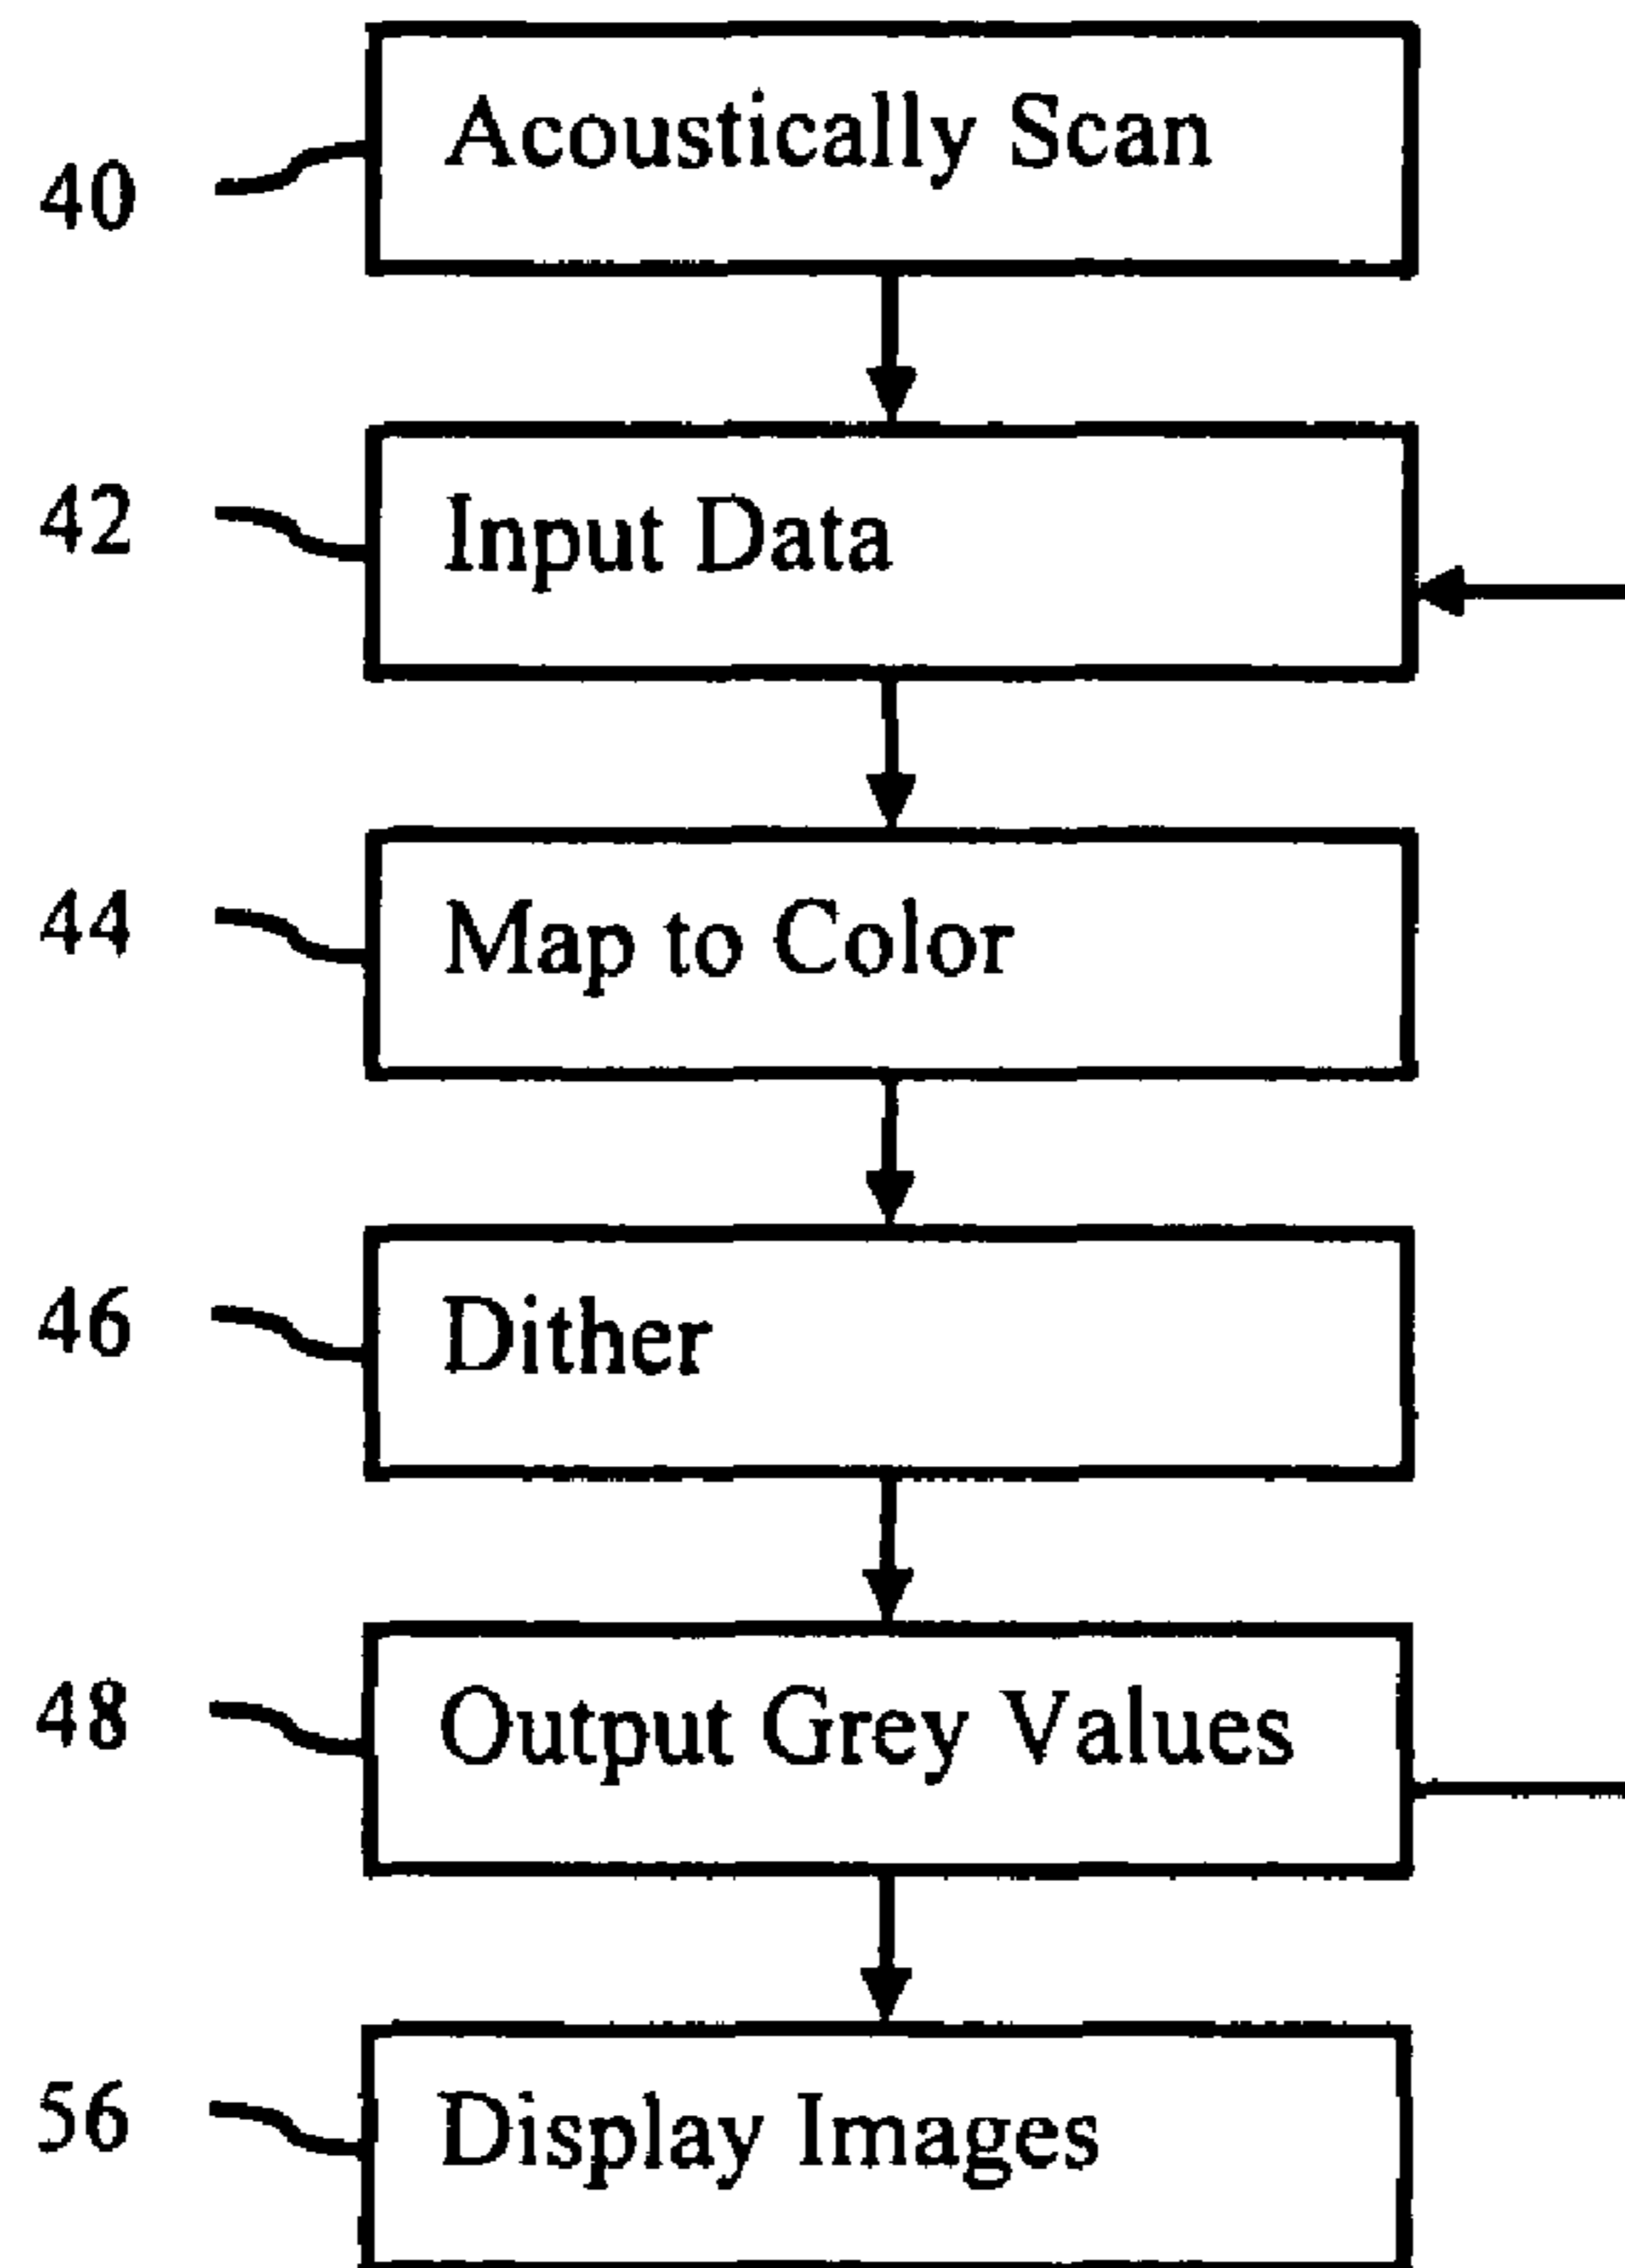 40 Acoustically Scan
42 Input Data
44 Map to Color
46 Dither
48 Output Grey Values
56 Display Images